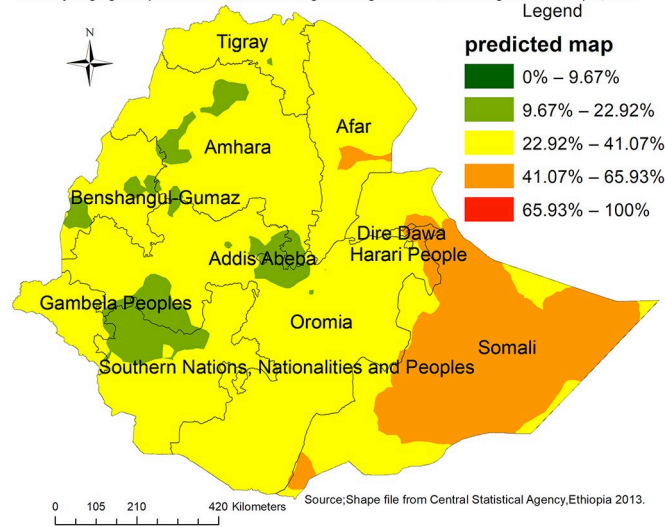 Legend
predicted map
0% – 9.67%
9.67% – 22.92%
22.92% – 41.07%
41.07% – 65.93%
65.93% – 100%
N
Tigray
Afar
Amhara
Benshangul-Gumaz
Dire Dawa
Harari People
Addis Abeba
Gambela Peoples
Oromia
Somali
Southern Nations, Nationalities and Peoples
Source;Shape file from Central Statistical Agency,Ethiopia 2013.
0 105 210 420 Kilometers